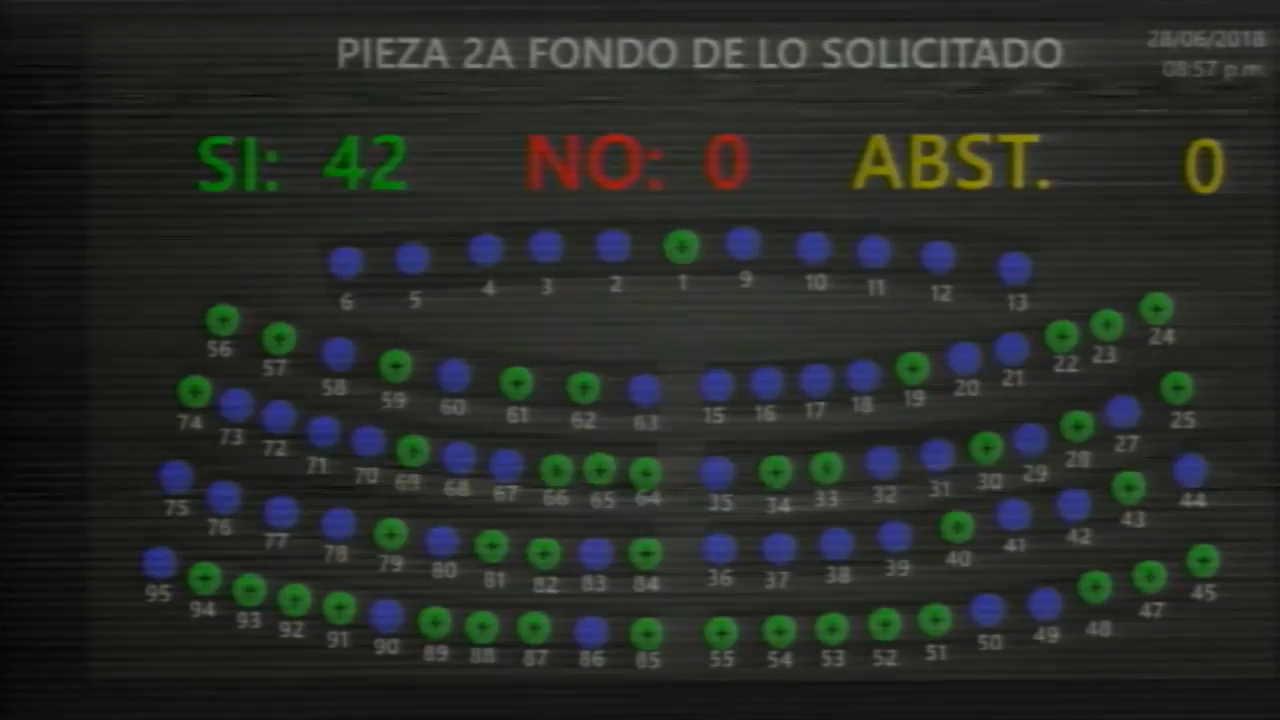 PIEZA 2A FONDO DE LO SOLICITADO
28/06/2018
08:57 p.m.
SI: 42 NO: 0 ABST. 0
6 5 4 3 2 1 9 10 11 12 13
56 57 58 59 60 61 62 63 15 16 17 18 19 20 21 22 23 24
74 73 72 71 70 69 68 67 66 65 64 35 34 33 32 31 30 29 28 27 25
75 76 77 78 79 80 81 82 83 84 36 37 38 39 40 41 42 43 44
95 94 93 92 91 90 89 88 87 86 85 55 54 53 52 51 50 49 48 47 45